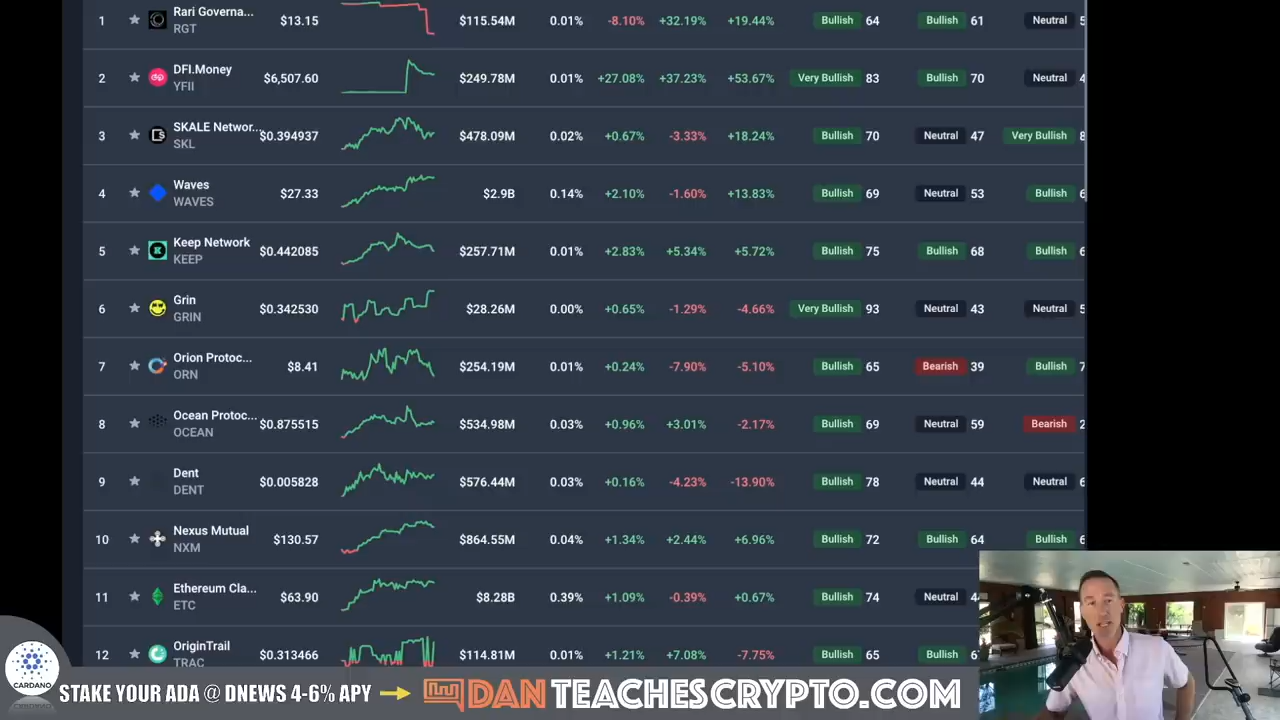 1 Rari Governa... RGT $13.15 $115.54M 0.01% -8.10% +32.19% +19.44% Bullish 64 Bullish 61 Neutral
2 DFI.Money YFII $6,507.60 $249.78M 0.01% +27.08% +37.23% +53.67% Very Bullish 83 Bullish 70 Neutral
3 SKALE Networ... SKL $0.394937 $478.09M 0.02% +0.67% -3.33% +18.24% Bullish 70 Neutral 47 Very Bullish
4 Waves WAVES $27.33 $2.9B 0.14% +2.10% -1.60% +13.83% Bullish 69 Neutral 53 Bullish
5 Keep Network KEEP $0.442085 $257.71M 0.01% +2.83% +5.34% +5.72% Bullish 75 Bullish 68 Bullish
6 Grin GRIN $0.342530 $28.26M 0.00% +0.65% -1.29% -4.66% Very Bullish 93 Neutral 43 Neutral
7 Orion Protoc... ORN $8.41 $254.19M 0.01% +0.24% -7.90% -5.10% Bullish 65 Bearish 39 Bullish
8 Ocean Protoc... OCEAN $0.875515 $534.98M 0.03% +0.96% +3.01% -2.17% Bullish 69 Neutral 59 Bearish
9 Dent DENT $0.005828 $576.44M 0.03% +0.16% -4.23% -13.90% Bullish 78 Neutral 44 Neutral
10 Nexus Mutual NXM $130.57 $864.55M 0.04% +1.34% +2.44% +6.96% Bullish 72 Bullish 64 Bullish
11 Ethereum Cla... ETC $63.90 $8.28B 0.39% +1.09% -0.39% +0.67% Bullish 74 Neutral
12 OriginTrail TRAC $0.313466 $114.81M 0.01% +1.21% +7.08% -7.75% Bullish 65 Bullish
CARDANO
STAKE YOUR ADA @ DNEWS 4-6% APY DAN TEACHESCRYPTO.COM